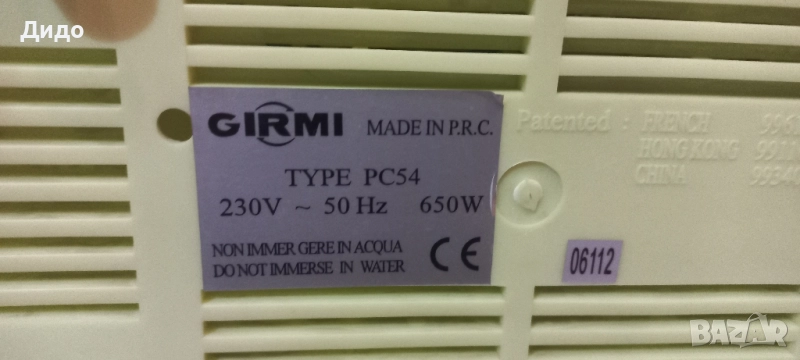 Дидо
GIRMI MADE IN P.R.C.
TYPE PC54
230V ~ 50 Hz 650W
NON IMMER GERE IN ACQUA
DO NOT IMMERSE IN WATER
CE
Patented : FRENCH
HONG KONG
CHINA
06112
BAZAR